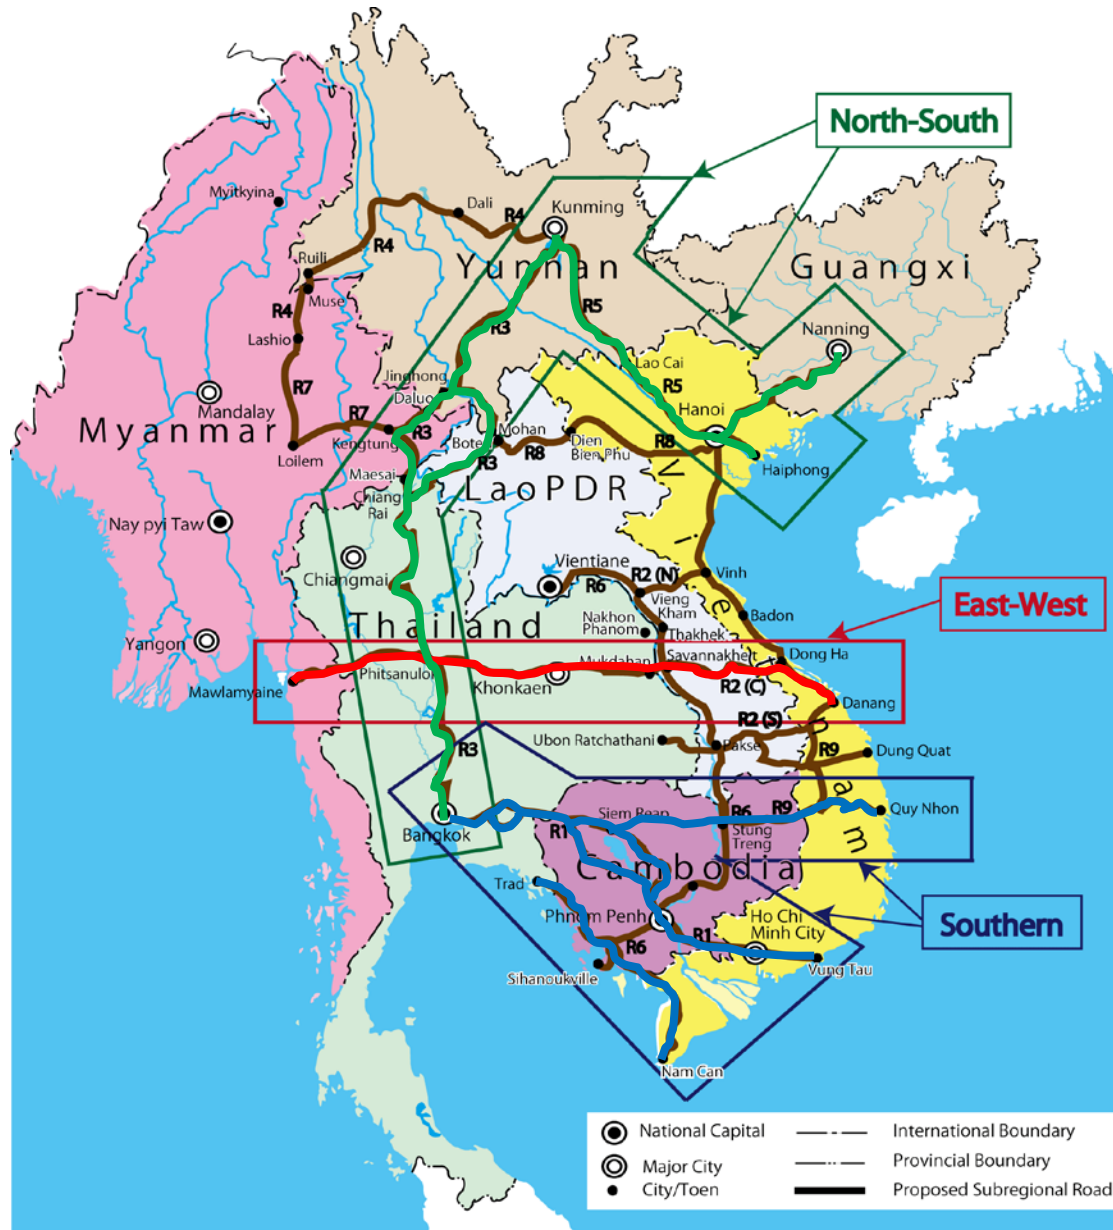 North-South
Myitkyina
Dali
R4
Kunming
R4
Ruili
Yunnan
Guangxi
Muse
R4
R5
R3
Nanning
Lashio
Lao Cai
R7
Jinghong
Daluo
R5
Mandalay
Hanoi
Myanmar
R7
R3
Mohan
Kengtung
Boten
Dien
Bien Phu
R8
R8
Loilem
R3
Haiphong
Maesai
Chiang
Rai
LaoPDR
Vietnam
Nay pyi Taw
Vientiane
R2 (N)
Vinh
Chiangmai
R6
Vieng
Kham
East-West
Nakhon
Phanom
Badon
Thailand
Thakhek
Yangon
Savannakhet
Dong Ha
Mukdahan
Phitsanulok
Khonkaen
R2 (C)
Mawlamyaine
Danang
R2 (S)
R3
Ubon Ratchathani
Pakse
R9
Dung Quat
Siem Reap
R6
R9
Quy Nhon
Bangkok
R1
Stung
Treng
Cambodia
Trad
Phnom Penh
Ho Chi
Minh City
Southern
R6
R1
Sihanoukville
Vung Tau
Nam Can
National Capital
International Boundary
Major City
Provincial Boundary
City/Toen
Proposed Subregional Road